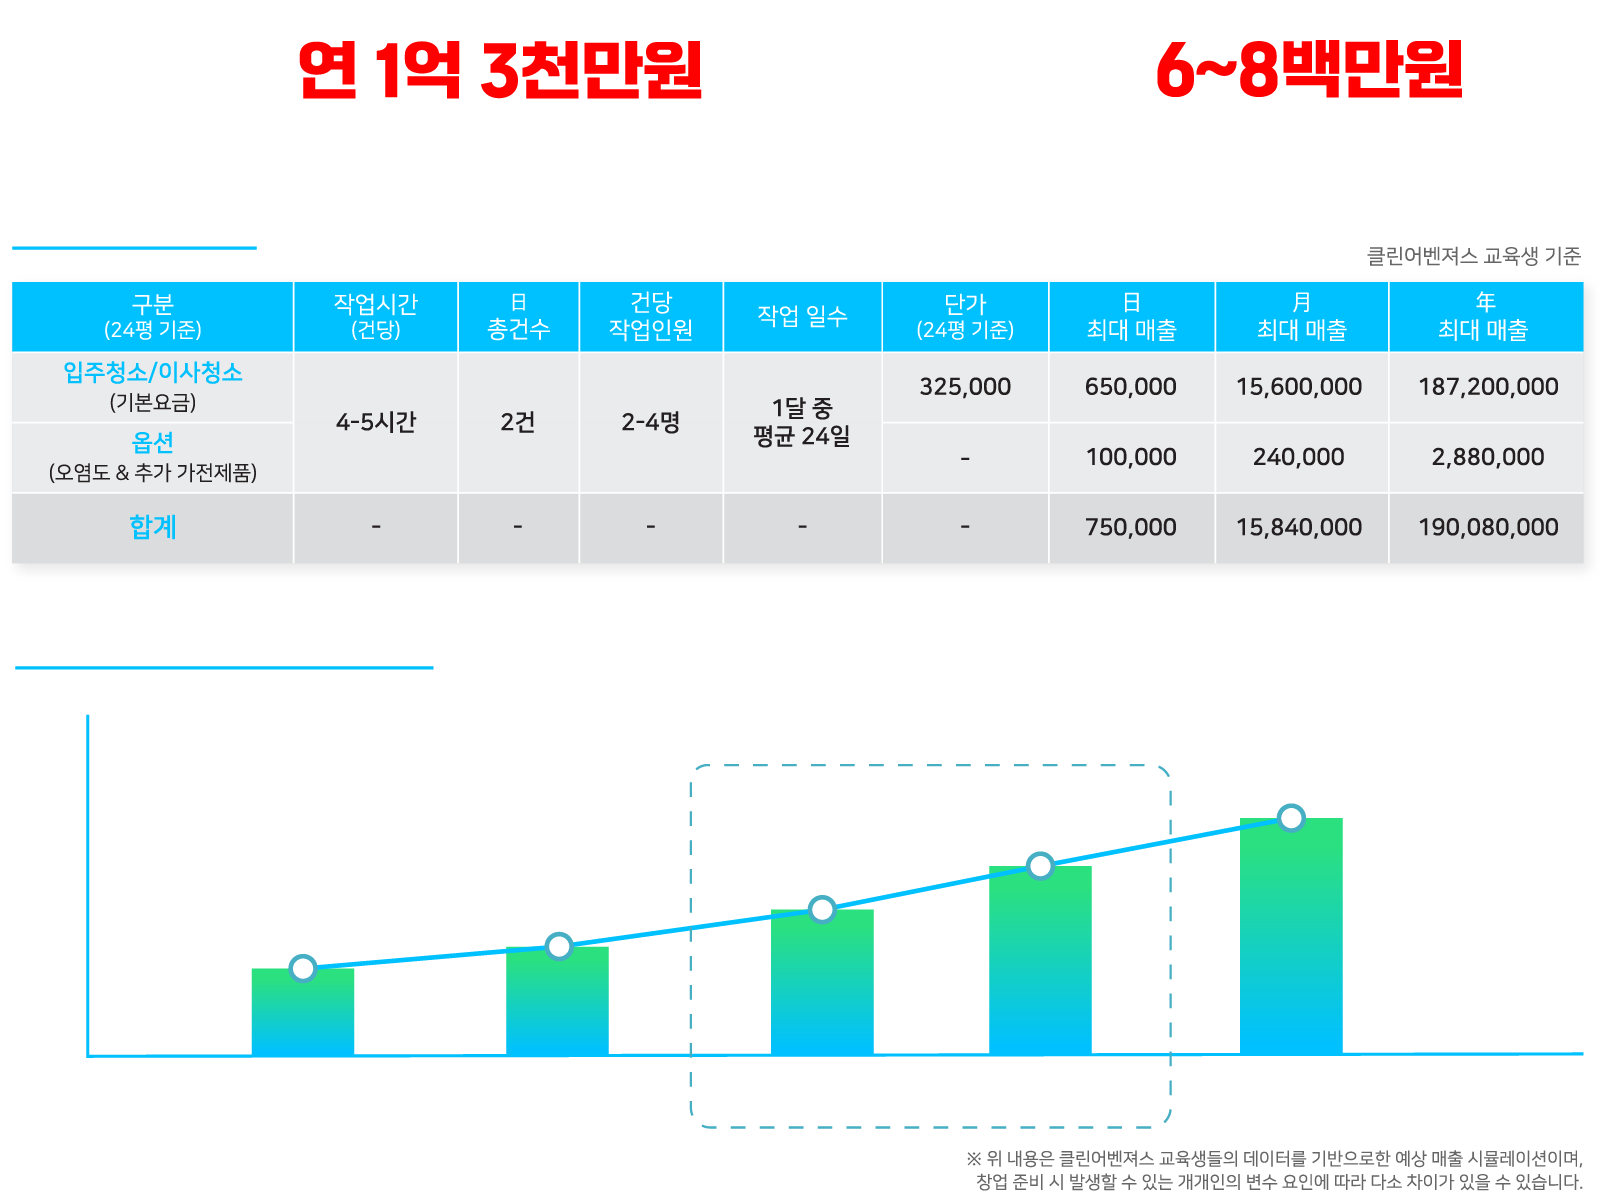 연 1억 3천만원
6~8백만원
클린어벤져스 교육생 기준
구분
(24평 기준)
작업시간
(건당)
日
총건수
건당
작업인원
작업 일수
단가
(24평 기준)
日
최대 매출
月
최대 매출
年
최대 매출
입주청소/이사청소
(기본요금)
4-5시간
2건
2-4명
1달 중
평균 24일
325,000
650,000
15,600,000
187,200,000
옵션
(오염도 & 추가 가전제품)
-
100,000
240,000
2,880,000
합계
-
-
-
-
-
750,000
15,840,000
190,080,000
※ 위 내용은 클린어벤져스 교육생들의 데이터를 기반으로한 예상 매출 시뮬레이션이며,
창업 준비 시 발생할 수 있는 개개인의 변수 요인에 따라 다소 차이가 있을 수 있습니다.